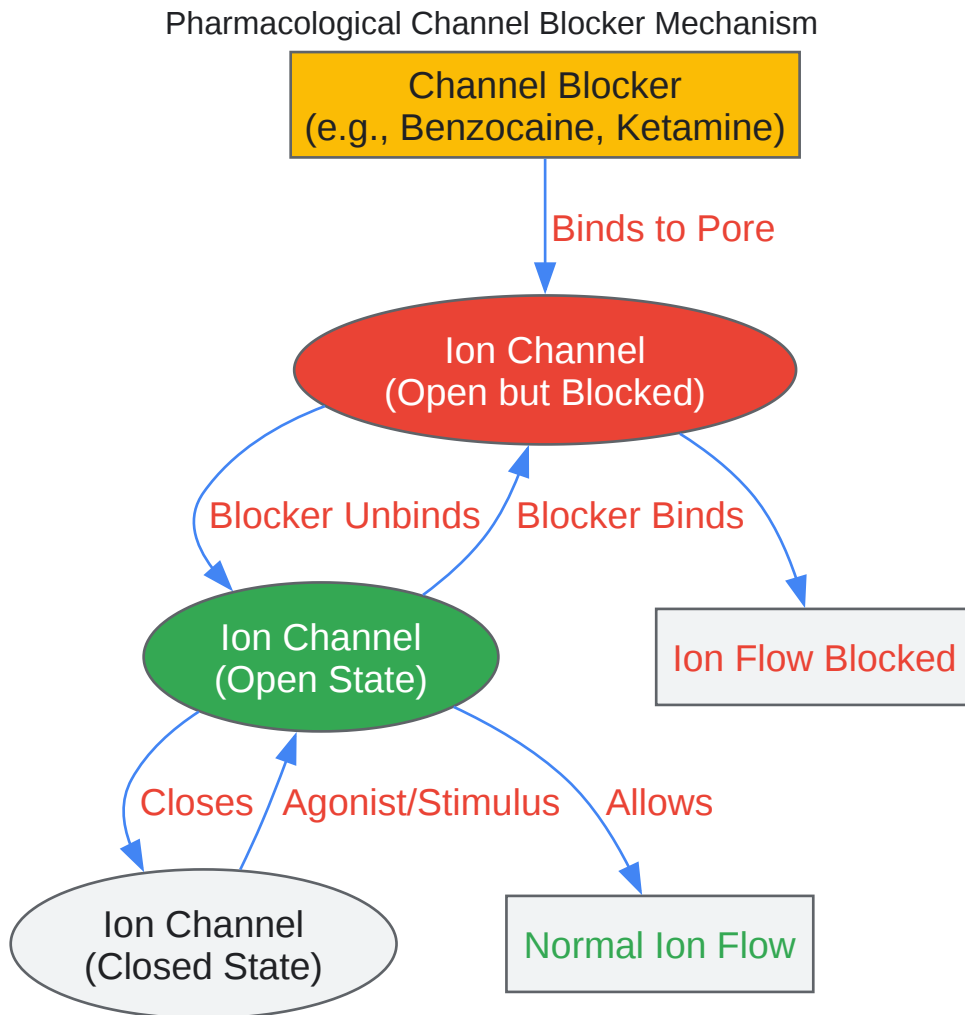 Pharmacological Channel Blocker Mechanism
Channel Blocker
(e.g., Benzocaine, Ketamine)
Binds to Pore
Ion Channel
(Open but Blocked)
Blocker Unbinds
Blocker Binds
Ion Channel
(Open State)
Ion Flow Blocked
Closes
Agonist/Stimulus
Allows
Ion Channel
(Closed State)
Normal Ion Flow